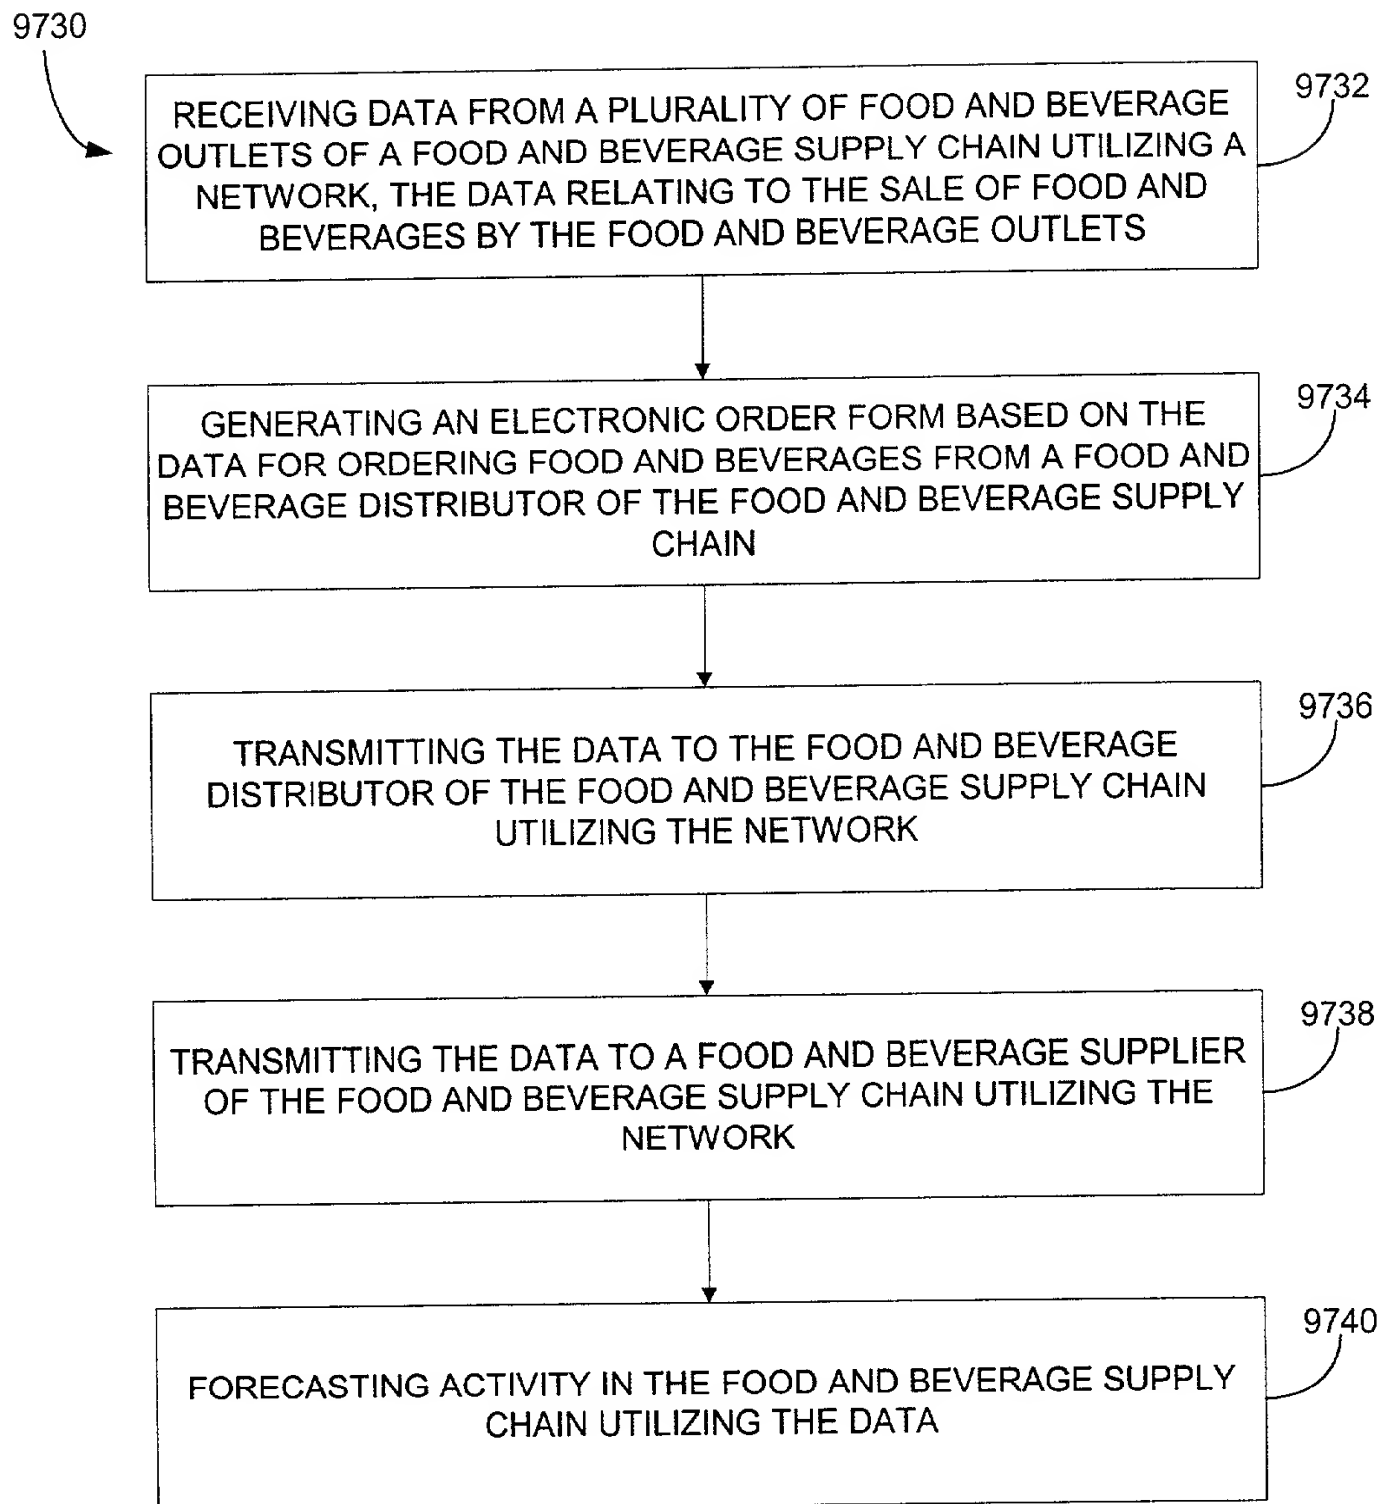 9730
9732
RECEIVING DATA FROM A PLURALITY OF FOOD AND BEVERAGE
OUTLETS OF A FOOD AND BEVERAGE SUPPLY CHAIN UTILIZING A
NETWORK, THE DATA RELATING TO THE SALE OF FOOD AND
BEVERAGES BY THE FOOD AND BEVERAGE OUTLETS
9734
GENERATING AN ELECTRONIC ORDER FORM BASED ON THE
DATA FOR ORDERING FOOD AND BEVERAGES FROM A FOOD AND
BEVERAGE DISTRIBUTOR OF THE FOOD AND BEVERAGE SUPPLY
CHAIN
9736
TRANSMITTING THE DATA TO THE FOOD AND BEVERAGE
DISTRIBUTOR OF THE FOOD AND BEVERAGE SUPPLY CHAIN
UTILIZING THE NETWORK
9738
TRANSMITTING THE DATA TO A FOOD AND BEVERAGE SUPPLIER
OF THE FOOD AND BEVERAGE SUPPLY CHAIN UTILIZING THE
NETWORK
9740
FORECASTING ACTIVITY IN THE FOOD AND BEVERAGE SUPPLY
CHAIN UTILIZING THE DATA